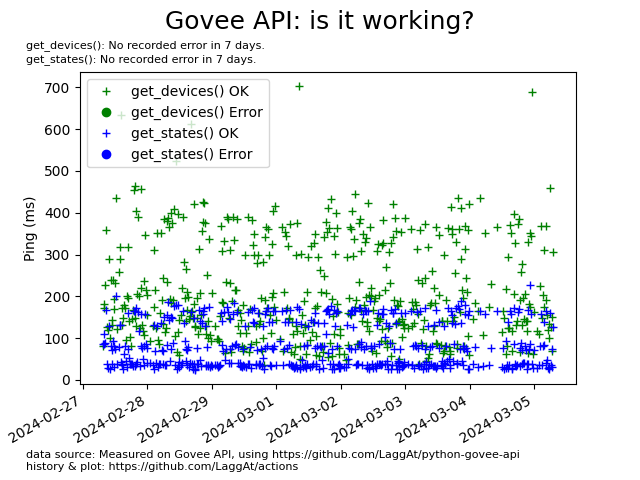 Govee API: is it working?
get_devices(): No recorded error in 7 days.
get_states(): No recorded error in 7 days.
get_devices() OK
get_devices() Error
get_states() OK
get_states() Error
Ping (ms)
700
600
500
400
300
200
100
0
2024-02-27
2024-02-28
2024-02-29
2024-03-01
2024-03-02
2024-03-03
2024-03-04
2024-03-05
data source: Measured on Govee API, using https://github.com/LaggAt/python-govee-api
history & plot: https://github.com/LaggAt/actions